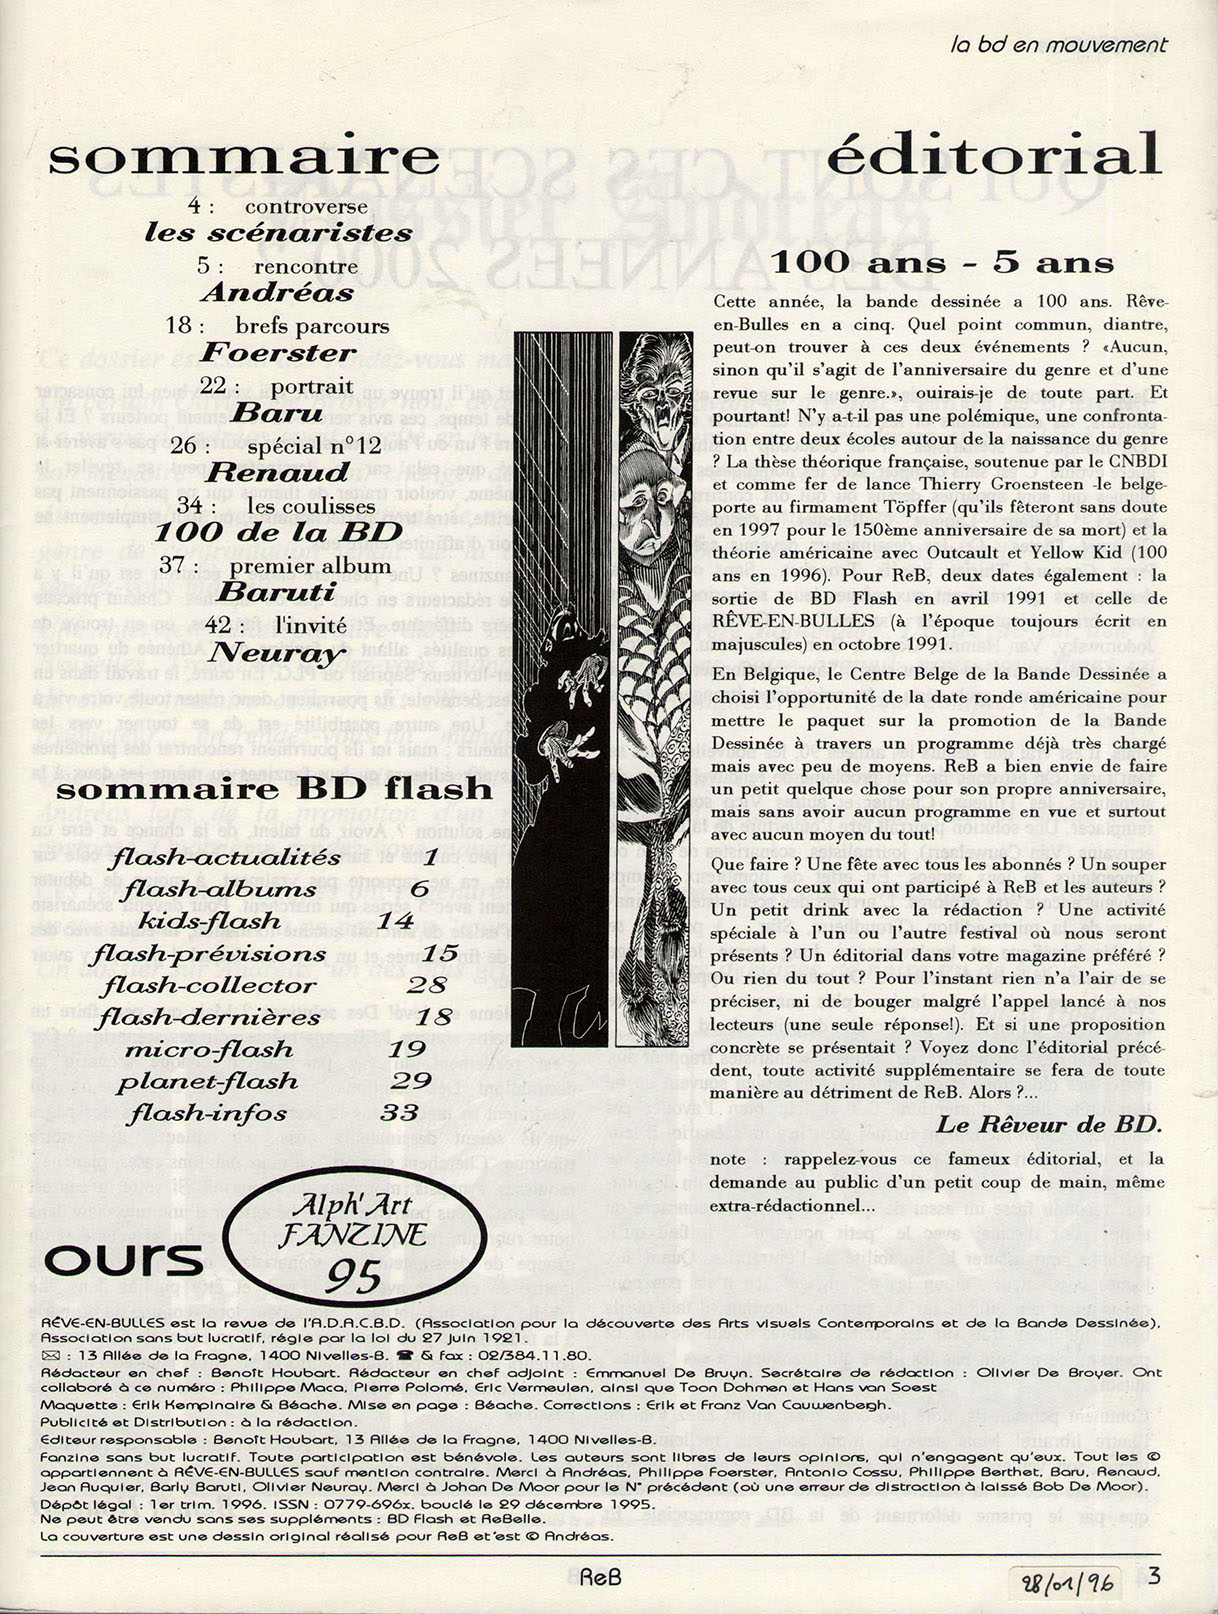 la bd en mouvement
sommaire
4 : controverse
les scénaristes
5 : rencontre
Andréas
18 : brefs parcours
Foerster
22 : portrait
Baru
26 : spécial n°12
Renaud
34 : les coulisses
100 de la BD
37 : premier album
Baruti
42 : l'invité
Neuray
sommaire BD flash
flash-actualités 1
flash-albums 6
kids-flash 14
flash-prévisions 15
flash-collector 28
flash-dernières 18
micro-flash 19
planet-flash 29
flash-infos 33
éditorial
100 ans - 5 ans
Cette année, la bande dessinée a 100 ans. Rêve-
en-Bulles en a cinq. Quel point commun, diantre,
peut-on trouver à ces deux événements ? «Aucun,
sinon qu'il s'agit de l'anniversaire du genre et d'une
revue sur le genre.», ouirais-je de toute part. Et
pourtant! N'y a-t-il pas une polémique, une confronta-
tion entre deux écoles autour de la naissance du genre
? La thèse théorique française, soutenue par le CNBDI
et comme fer de lance Thierry Groensteen -le belge-
porte au firmament Töpffer (qu'ils fêteront sans doute
en 1997 pour le 150ème anniversaire de sa mort) et la
théorie américaine avec Outcault et Yellow Kid (100
ans en 1996). Pour ReB, deux dates également : la
sortie de BD Flash en avril 1991 et celle de
RÊVE-EN-BULLES (à l'époque toujours écrit en
majuscules) en octobre 1991.
En Belgique, le Centre Belge de la Bande Dessinée a
choisi l'opportunité de la date ronde américaine pour
mettre le paquet sur la promotion de la Bande
Dessinée à travers un programme déjà très chargé
mais avec peu de moyens. ReB a bien envie de faire
un petit quelque chose pour son propre anniversaire,
mais sans avoir aucun programme en vue et surtout
avec aucun moyen du tout!
Que faire ? Une fête avec tous les abonnés ? Un souper
avec tous ceux qui ont participé à ReB et les auteurs ?
Un petit drink avec la rédaction ? Une activité
spéciale à l'un ou l'autre festival où nous seront
présents ? Un éditorial dans votre magazine préféré ?
Ou rien du tout ? Pour l'instant rien n'a l'air de se
préciser, ni de bouger malgré l'appel lancé à nos
lecteurs (une seule réponse!). Et si une proposition
concrète se présentait ? Voyez donc l'éditorial précé-
dent, toute activité supplémentaire se fera de toute
manière au détriment de ReB. Alors ?...
Le Rêveur de BD.
note : rappelez-vous ce fameux éditorial, et la
demande au public d'un petit coup de main, même
extra-rédactionnel...
ours
Alph'Art
FANZINE
95
RÊVE-EN-BULLES est la revue de l'A.D.A.C.B.D. (Association pour la découverte des Arts visuels Contemporains et de la Bande Dessinée),
Association sans but lucratif, régie par la loi du 27 juin 1921.
✉ : 13 Allée de la Fragne, 1400 Nivelles-B. ☎ & fax : 02/384.11.80.
Rédacteur en chef : Benoît Houbart. Rédacteur en chef adjoint : Emmanuel De Bruyn. Secrétaire de rédaction : Olivier De Broyer. Ont
collaboré à ce numéro : Philippe Maca, Pierre Polomé, Eric Vermeulen, ainsi que Toon Dohmen et Hans van Soest
Maquette : Erik Kempinaire & Béache. Mise en page : Béache. Corrections : Erik et Franz Van Cauwenbergh.
Publicité et Distribution : à la rédaction.
Editeur responsable : Benoît Houbart, 13 Allée de la Fragne, 1400 Nivelles-B.
Fanzine sans but lucratif. Toute participation est bénévole. Les auteurs sont libres de leurs opinions, qui n'engagent qu'eux. Tout les ©
appartiennent à RÊVE-EN-BULLES sauf mention contraire. Merci à Andréas, Philippe Foerster, Antonio Cossu, Philippe Berthet, Baru, Renaud,
Jean Auquier, Barly Baruti, Olivier Neuray. Merci à Johan De Moor pour le N° précédent (où une erreur de distraction à laissé Bob De Moor).
Dépôt légal : 1er trim. 1996. ISSN : 0779-696x. bouclé le 29 décembre 1995.
Ne peut être vendu sans ses suppléments : BD Flash et ReBelle.
La couverture est une dessin original réalisé pour ReB et est © Andréas.
ReB
28/01/96
3